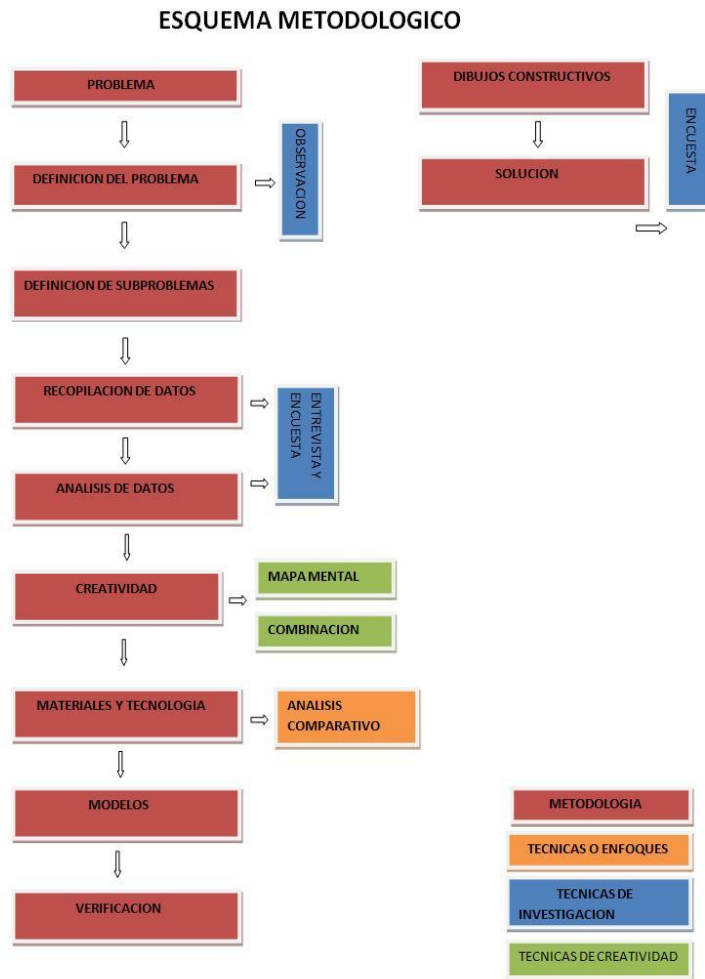 ESQUEMA METODOLOGICO
PROBLEMA
DEFINICION DEL PROBLEMA
OBSERVACION
DEFINICION DE SUBPROBLEMAS
RECOPILACION DE DATOS
ENTREVISTA Y
ENCUESTA
ANALISIS DE DATOS
CREATIVIDAD
MAPA MENTAL
COMBINACION
MATERIALES Y TECNOLOGIA
ANALISIS
COMPARATIVO
MODELOS
VERIFICACION
DIBUJOS CONSTRUCTIVOS
SOLUCION
ENCUESTA
METODOLOGIA
TECNICAS O ENFOQUES
TECNICAS DE
INVESTIGACION
TECNICAS DE CREATIVIDAD